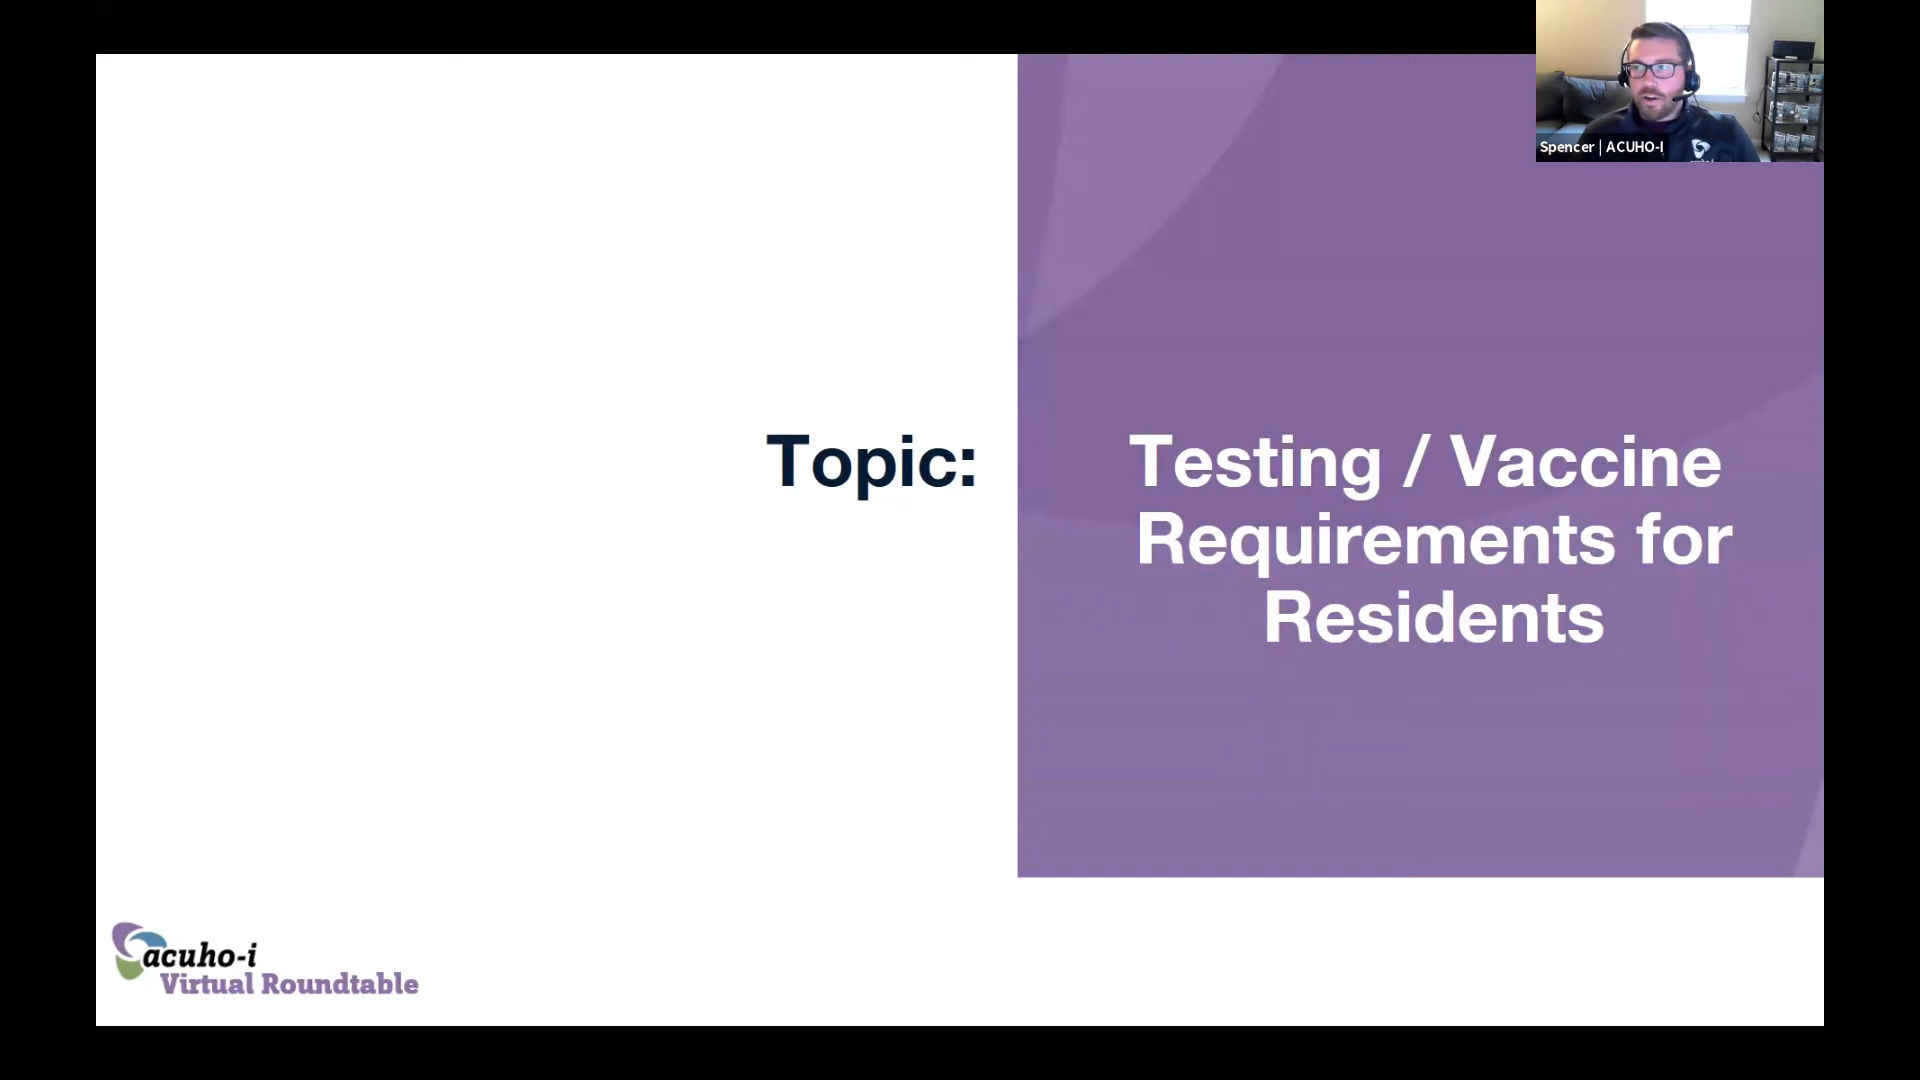 Spencer | ACUHO-I
Topic:
Testing / Vaccine
Requirements for
Residents
acuho-i
Virtual Roundtable